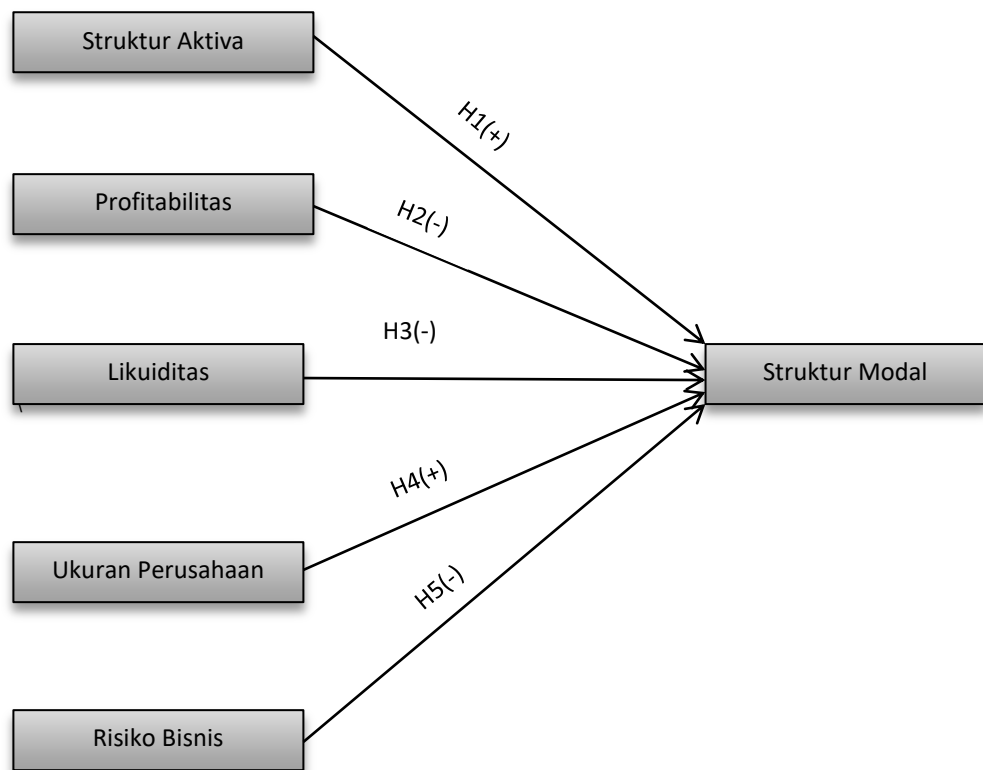 Struktur Aktiva
H1(+)
Profitabilitas
H2(-)
H3(-)
Likuiditas
Struktur Modal
H4(+)
Ukuran Perusahaan
H5(-)
Risiko Bisnis